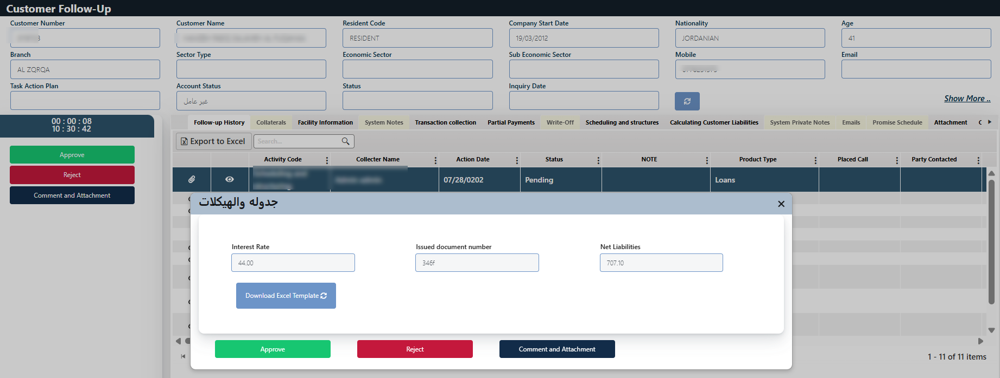 Customer Follow-Up
Customer Number
Customer Name
Resident Code
Company Start Date
Nationality
Age
RESIDENT
19/03/2012
JORDANIAN
41
Branch
Sector Type
Economic Sector
Sub Economic Sector
Mobile
Email
AL ZQRQA
Task Action Plan
Account Status
Status
Inquiry Date
غير عامل
Show More ..
00 : 00 : 08
10 : 30 : 42
Approve
Reject
Comment and Attachment
Follow-up History
Collaterals
Facility Information
System Notes
Transaction collection
Partial Payments
Write-Off
Scheduling and structures
Calculating Customer Liabilities
System Private Notes
Emails
Promise Schedule
Attachment
Export to Excel
Search...
Activity Code
Collecter Name
Action Date
Status
NOTE
Product Type
Placed Call
Party Contacted
07/28/0202
Pending
Loans
جدوله والهيكلات
Interest Rate
Issued document number
Net Liabilities
44.00
346f
707.10
Download Excel Template
Approve
Reject
Comment and Attachment
1 - 11 of 11 items